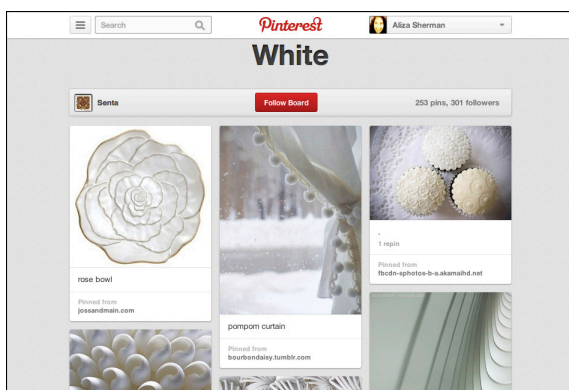 Search
Pinterest
Aliza Sherman
White
Senta
Follow Board
253 pins, 301 followers
rose bowl
Pinned from
jossandmain.com
pompom curtain
Pinned from
bourbondaisy.tumblr.com
.
1 repin
Pinned from
fbcdn-sphotos-b-a.akamaihd.net